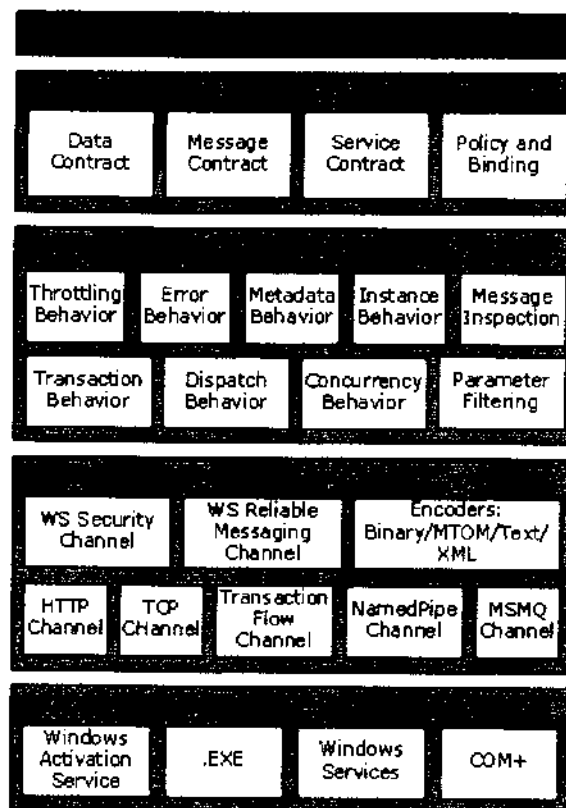 Data
Contract
Message
Contract
Service
Contract
Policy and
Binding
Throttling
Behavior
Error
Behavior
Metadata
Behavior
Instance
Behavior
Message
Inspection
Transaction
Behavior
Dispatch
Behavior
Concurrency
Behavior
Parameter
Filtering
WS Security
Channel
WS Reliable
Messaging
Channel
Encoders:
Binary/MTOM/Text/
XML
HTTP
Channel
TCP
CHannel
Transaction
Flow
Channel
NamedPipe
Channel
MSMQ
Channel
Windows
Activation
Service
.EXE
Windows
Services
COM+